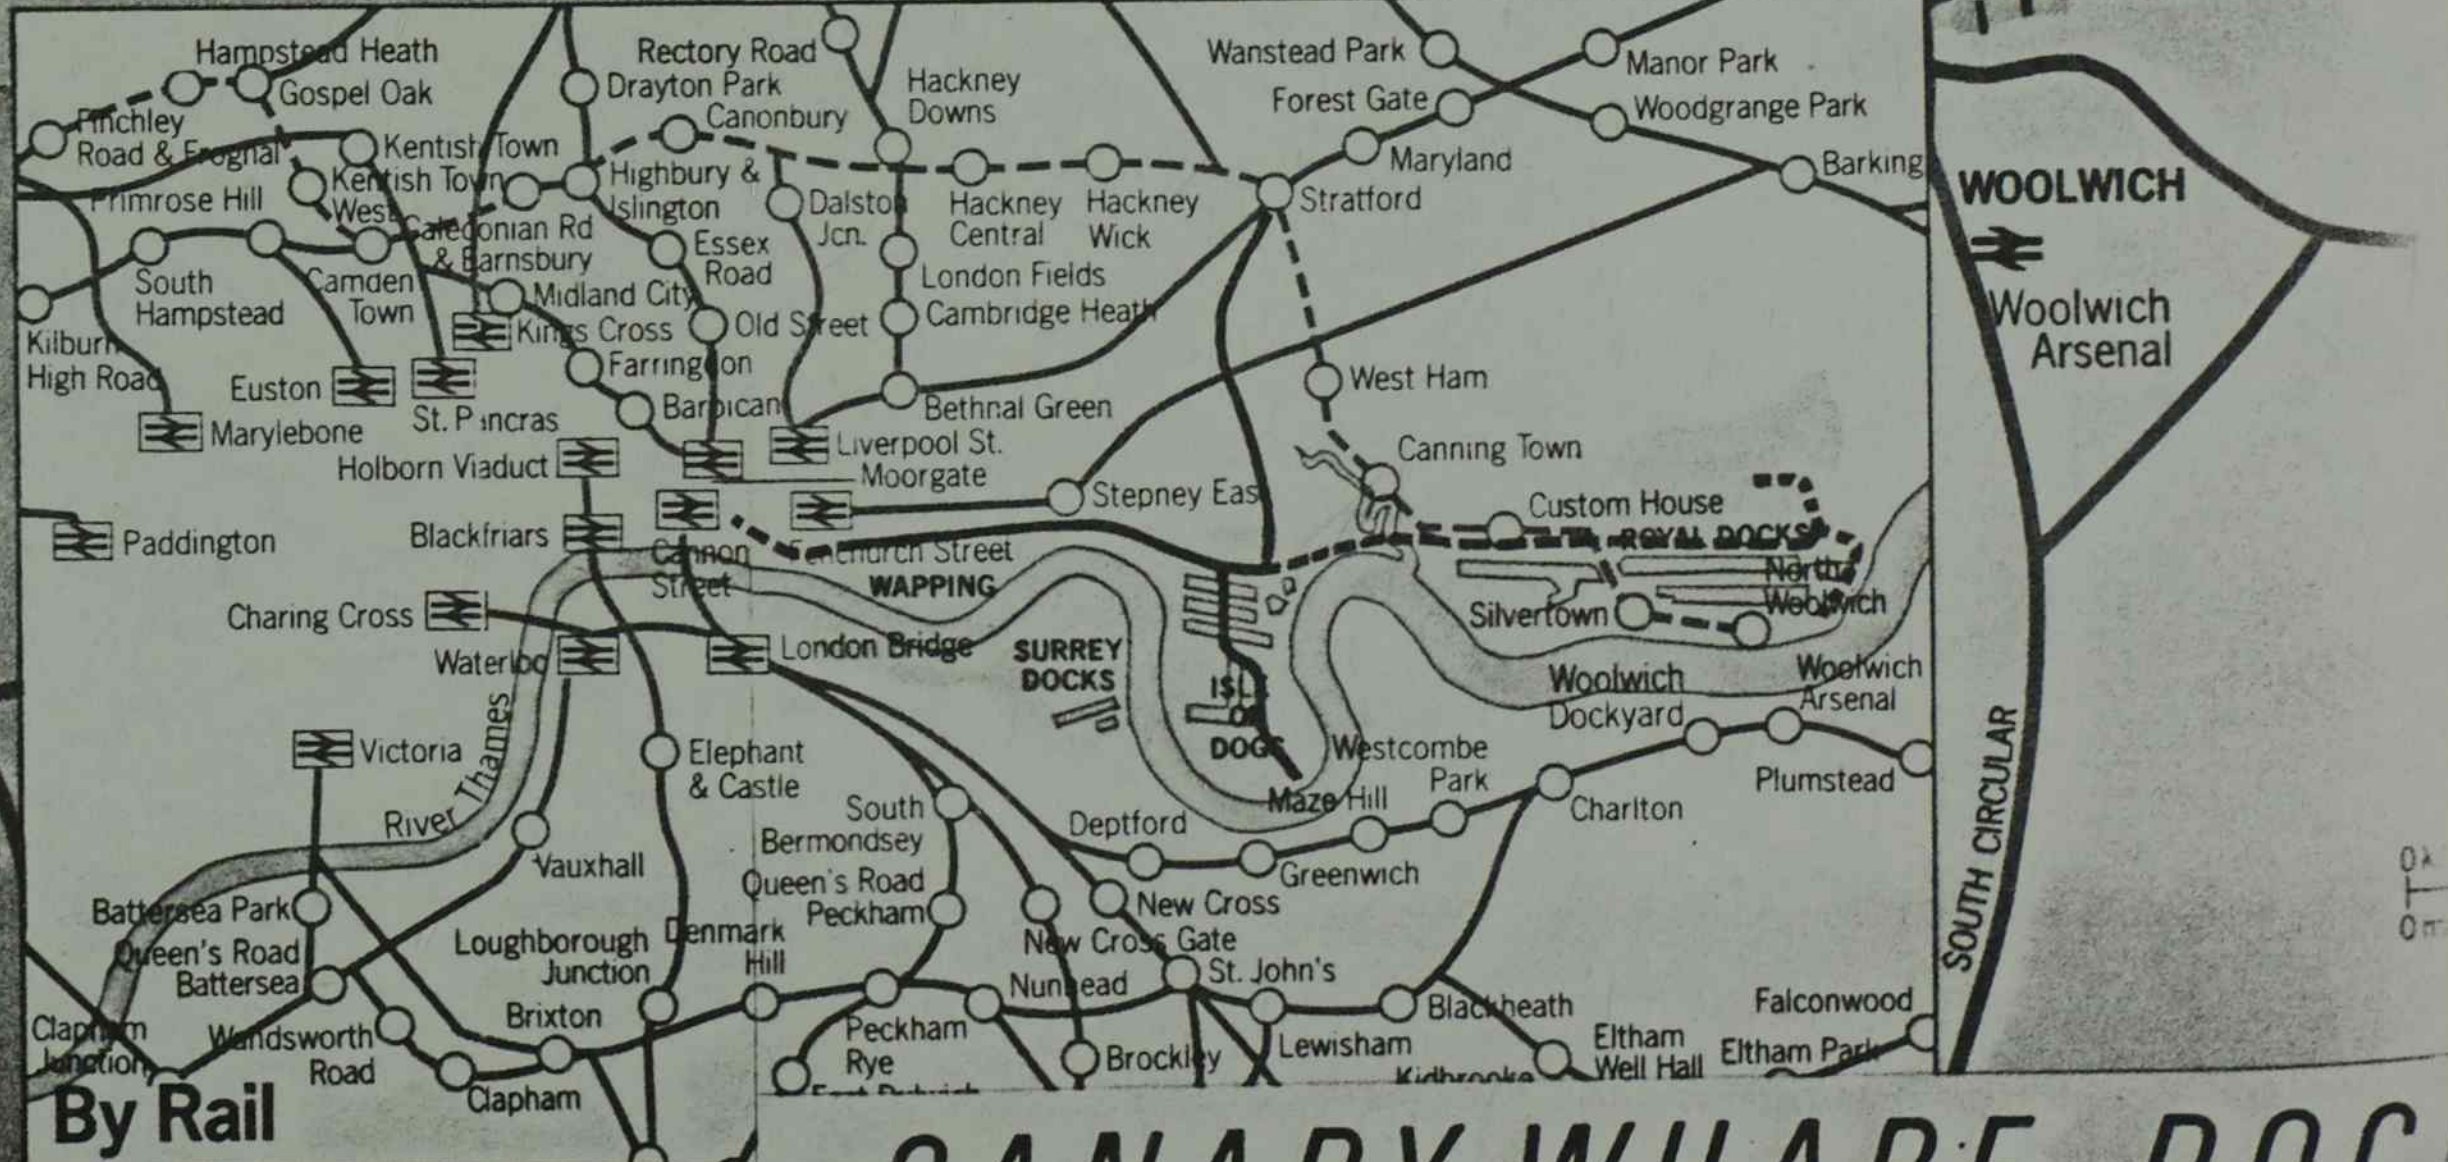 Hampstead Heath
Gospel Oak
Finchley
Road & Frognal
Kentish Town
Kentish Town
West
Primrose Hill
South
Hampstead
Camden
Town
Caledonian Rd
& Barnsbury
Kilburn
High Road
Euston
St. Pancras
Marylebone
Rectory Road
Drayton Park
Canonbury
Hackney
Downs
Highbury &
Islington
Essex
Road
Dalston
Jcn.
Hackney
Central
Hackney
Wick
London Fields
Cambridge Heath
Midland City
Kings Cross
Old Street
Farringdon
Barbican
Bethnal Green
Liverpool St.
Moorgate
Holborn Viaduct
Blackfriars
Paddington
Cannon
Street
Fenchurch Street
Stepney East
WAPPING
Charing Cross
Waterloo
London Bridge
SURREY
DOCKS
ISLE
OF
DOGS
Wanstead Park
Manor Park
Forest Gate
Woodgrange Park
Maryland
Barking
Stratford
West Ham
Canning Town
Custom House
ROYAL DOCKS
North
Woolwich
Silvertown
Woolwich
Dockyard
Woolwich
Arsenal
Plumstead
Westcombe
Park
Maze Hill
Charlton
Deptford
Greenwich
Victoria
River Thames
Elephant
& Castle
South
Bermondsey
Vauxhall
Queen's Road
Peckham
New Cross
New Cross Gate
Battersea Park
Queen's Road
Battersea
Loughborough
Junction
Denmark
Hill
Nunhead
St. John's
Blackheath
Falconwood
Clapham
Junction
Wandsworth
Road
Brixton
Clapham
Peckham
Rye
East Dulwich
Brockley
Lewisham
Kidbrooke
Eltham
Well Hall
Eltham Park
By Rail
WOOLWICH
Woolwich
Arsenal
SOUTH CIRCULAR
CANARY WHARF